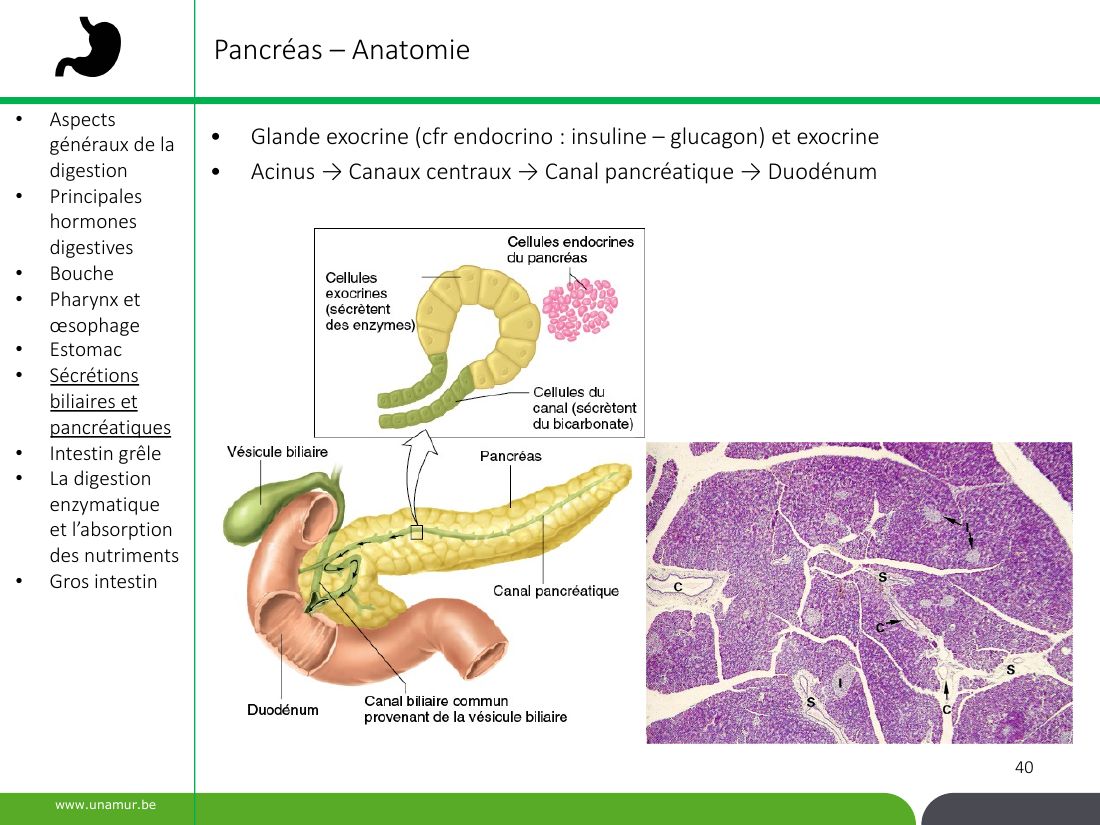 Pancréas – Anatomie
• Aspects
généraux de la
digestion
• Principales
hormones
digestives
• Bouche
• Pharynx et
œsophage
• Estomac
• Sécrétions
biliaires et
pancréatiques
• Intestin grêle
• La digestion
enzymatique
et l’absorption
des nutriments
• Gros intestin
• Glande exocrine (cfr endocrino : insuline – glucagon) et exocrine
• Acinus → Canaux centraux → Canal pancréatique → Duodénum
Cellules endocrines
du pancréas
Cellules
exocrines
(sécrètent
des enzymes)
Cellules du
canal (sécrètent
du bicarbonate)
Vésicule biliaire
Pancréas
Canal pancréatique
Duodénum
Canal biliaire commun
provenant de la vésicule biliaire
I
S
C
C
S
I
S
C
40
www.unamur.be